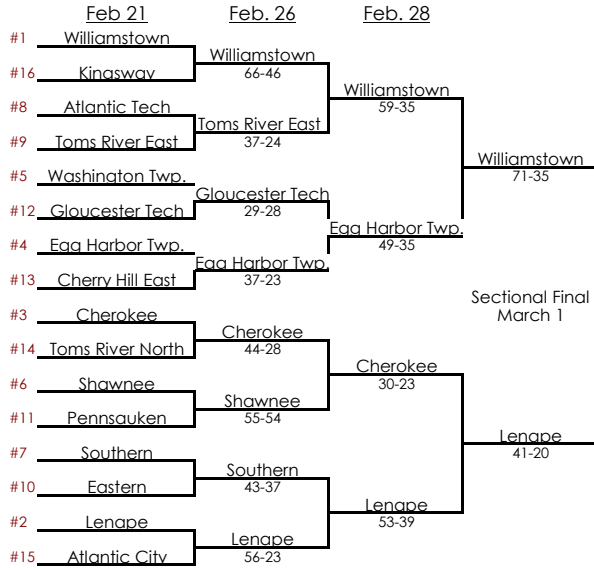 Feb 21 Feb. 26 Feb. 28
#1 Williamstown
Williamstown
#16 Kingsway
66-46
Williamstown
#8 Atlantic Tech
59-35
Toms River East
#9 Toms River East
37-24
Williamstown
#5 Washington Twp.
71-35
Gloucester Tech
#12 Gloucester Tech
29-28
Egg Harbor Twp.
#4 Egg Harbor Twp.
49-35
Egg Harbor Twp.
#13 Cherry Hill East
37-23
Sectional Final
March 1
#3 Cherokee
Cherokee
#14 Toms River North
44-28
Cherokee
#6 Shawnee
30-23
Shawnee
#11 Pennsauken
55-54
Lenape
#7 Southern
41-20
Southern
#10 Eastern
43-37
Lenape
#2 Lenape
53-39
Lenape
#15 Atlantic City
56-23